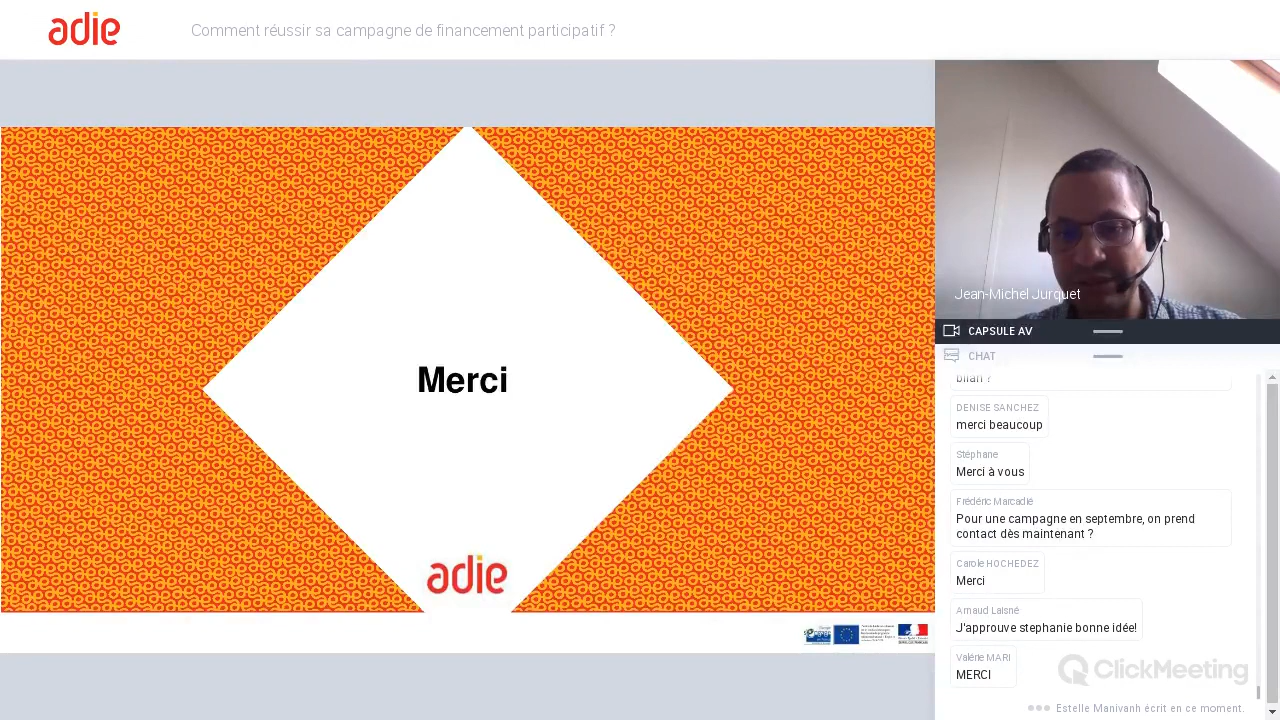 adie
Comment réussir sa campagne de financement participatif ?
Merci
adie
Jean-Michel Jurquet
CAPSULE AV
CHAT
bilan ?
DENISE SANCHEZ
merci beaucoup
Stéphane
Merci à vous
Frédéric Marcadié
Pour une campagne en septembre, on prend
contact dès maintenant ?
Carole HOCHEDEZ
Merci
Arnaud Laisné
J'approuve stephanie bonne idée!
Valérie MARI
MERCI
ClickMeeting
Estelle Manivanh écrit en ce moment.